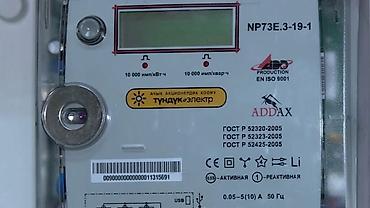 NP73E.3-19-1
10 000 имп/кВт·ч
10 000 имп/квар·ч
PRODUCTION
EN ISO 9001
АЧЫК АКЦИОНЕРДИК КООМУ
ТҮНДҮКЭЛЕКТР
ADDAX
ГОСТ Р 52320-2005
ГОСТ Р 52323-2005
ГОСТ Р 52425-2005
Li
-АКТИВНАЯ
-РЕАКТИВНАЯ
USB
0.05-5(10) А 50 Гц